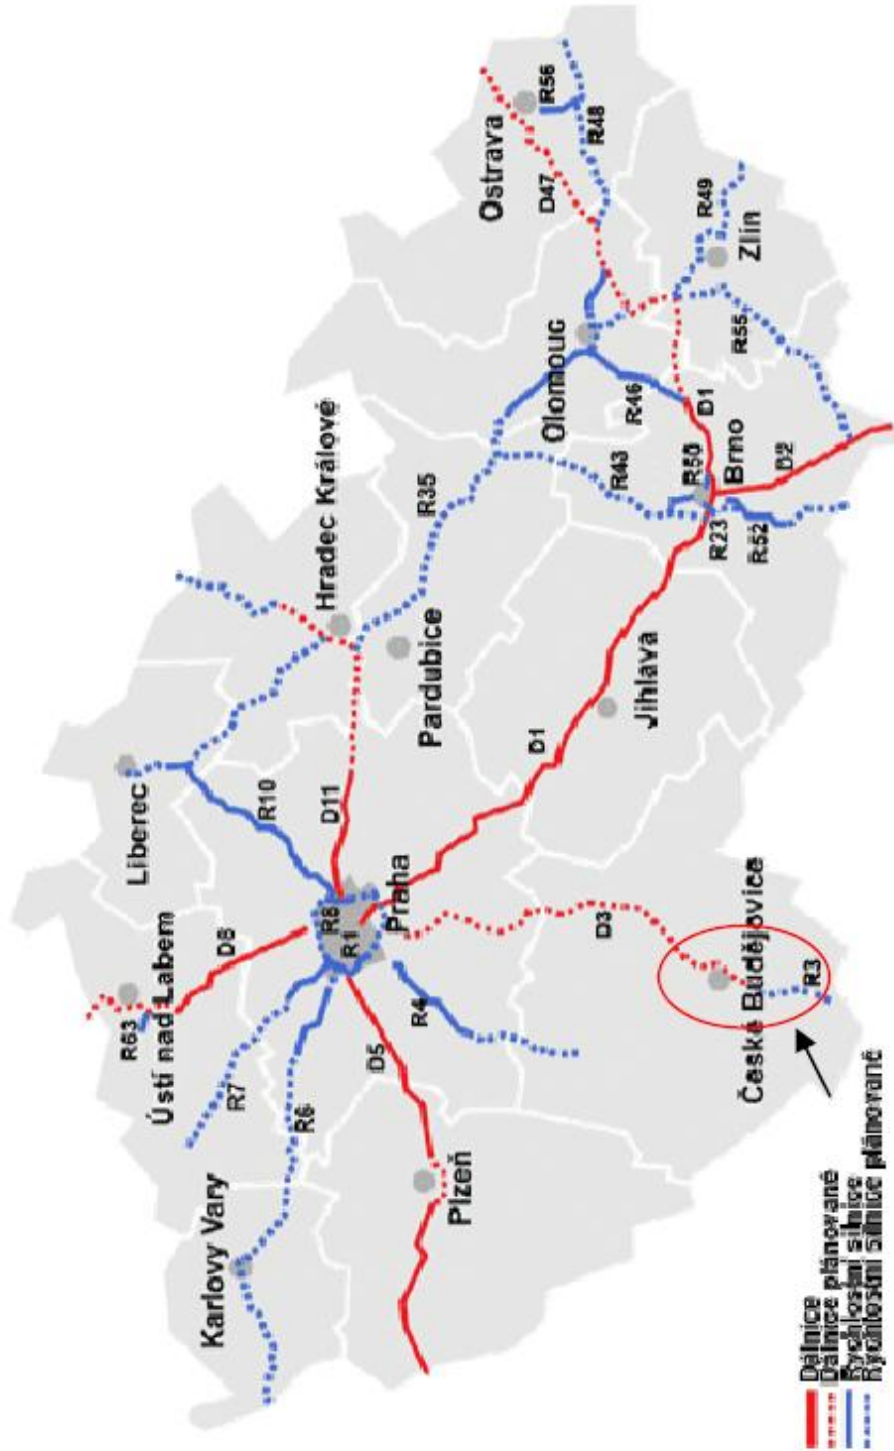 Karlovy Vary
Ústí nad Labem
Liberec
Hradec Králové
Pardubice
Praha
Plzeň
České Budějovice
Jihlava
Brno
Olomouc
Ostrava
Zlín
R63
R7
R6
D8
R10
D11
R8
R1
D5
R4
D3
R3
D1
R35
R43
R46
D1
R50
R23
R52
D2
R55
R49
D47
R48
R56
Dálnice
Dálnice plánované
Rychlostní silnice
Rychlostní silnice plánované